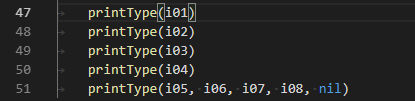 47 printType(i01)
48 printType(i02)
49 printType(i03)
50 printType(i04)
51 printType(i05, i06, i07, i08, nil)